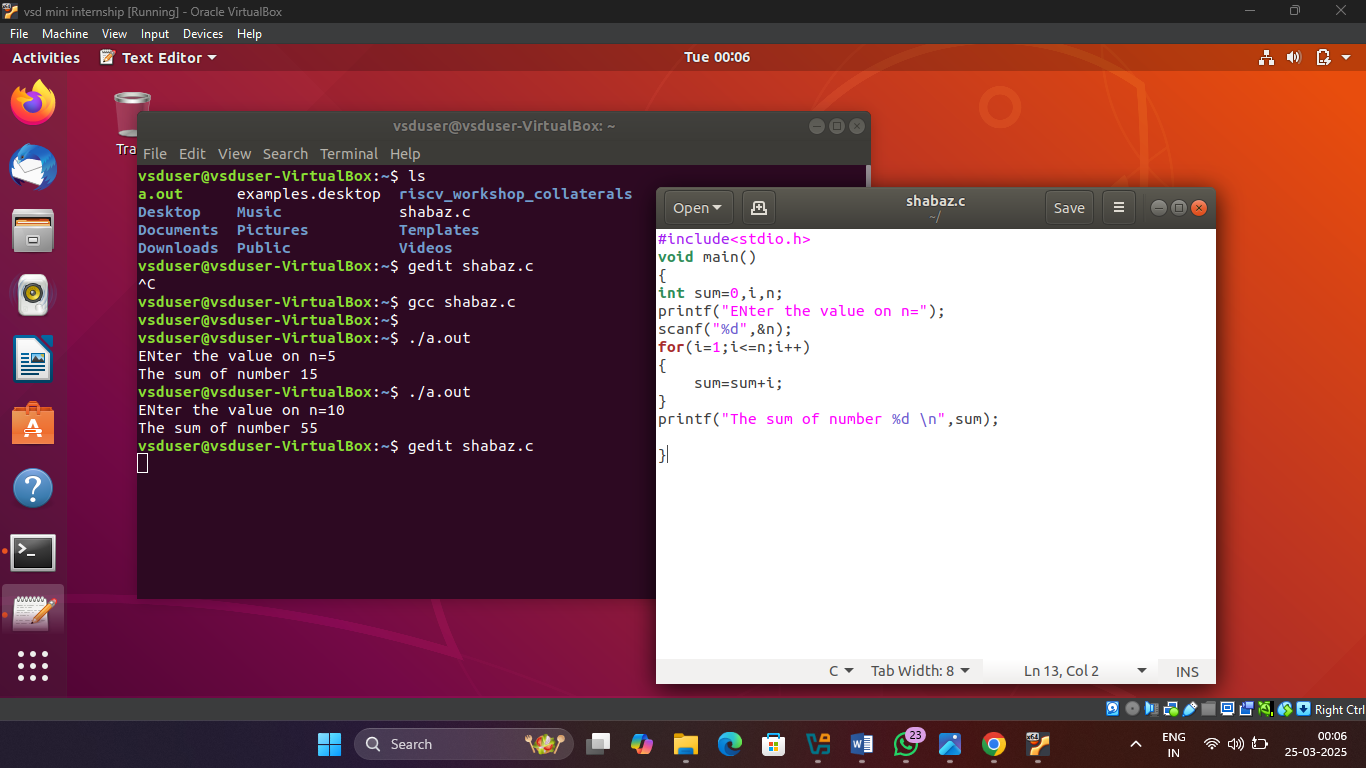 vsd mini internship [Running] - Oracle VirtualBox
File Machine View Input Devices Help
Activities Text Editor Tue 00:06
Tra
vsduser@vsduser-VirtualBox: ~
File Edit View Search Terminal Help
vsduser@vsduser-VirtualBox:~$ ls
a.out examples.desktop riscv_workshop_collaterals
Desktop Music shabaz.c
Documents Pictures Templates
Downloads Public Videos
vsduser@vsduser-VirtualBox:~$ gedit shabaz.c
^C
vsduser@vsduser-VirtualBox:~$ gcc shabaz.c
vsduser@vsduser-VirtualBox:~$
vsduser@vsduser-VirtualBox:~$ ./a.out
ENter the value on n=5
The sum of number 15
vsduser@vsduser-VirtualBox:~$ ./a.out
ENter the value on n=10
The sum of number 55
vsduser@vsduser-VirtualBox:~$ gedit shabaz.c
Open shabaz.c Save
~/
#include<stdio.h>
void main()
{
int sum=0,i,n;
printf("ENter the value on n=");
scanf("%d",&n);
for(i=1;i<=n;i++)
{
    sum=sum+i;
}
printf("The sum of number %d \n",sum);
}
C Tab Width: 8 Ln 13, Col 2 INS
Right Ctrl
Search
23
ENG
IN
00:06
25-03-2025